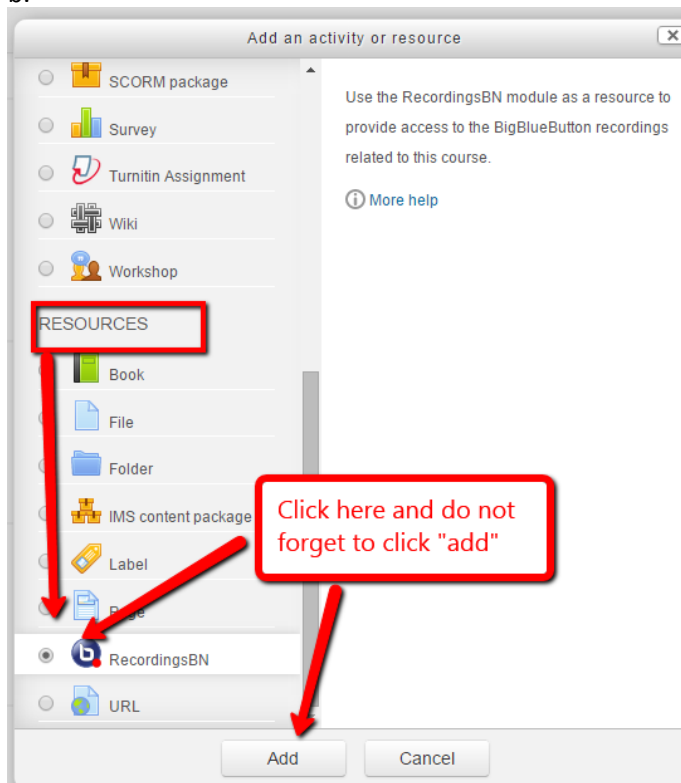 b.
Add an activity or resource
SCORM package
Survey
Turnitin Assignment
Wiki
Workshop
RESOURCES
Book
File
Folder
IMS content package
Label
Page
RecordingsBN
URL
Use the RecordingsBN module as a resource to
provide access to the BigBlueButton recordings
related to this course.
More help
Click here and do not
forget to click "add"
Add
Cancel